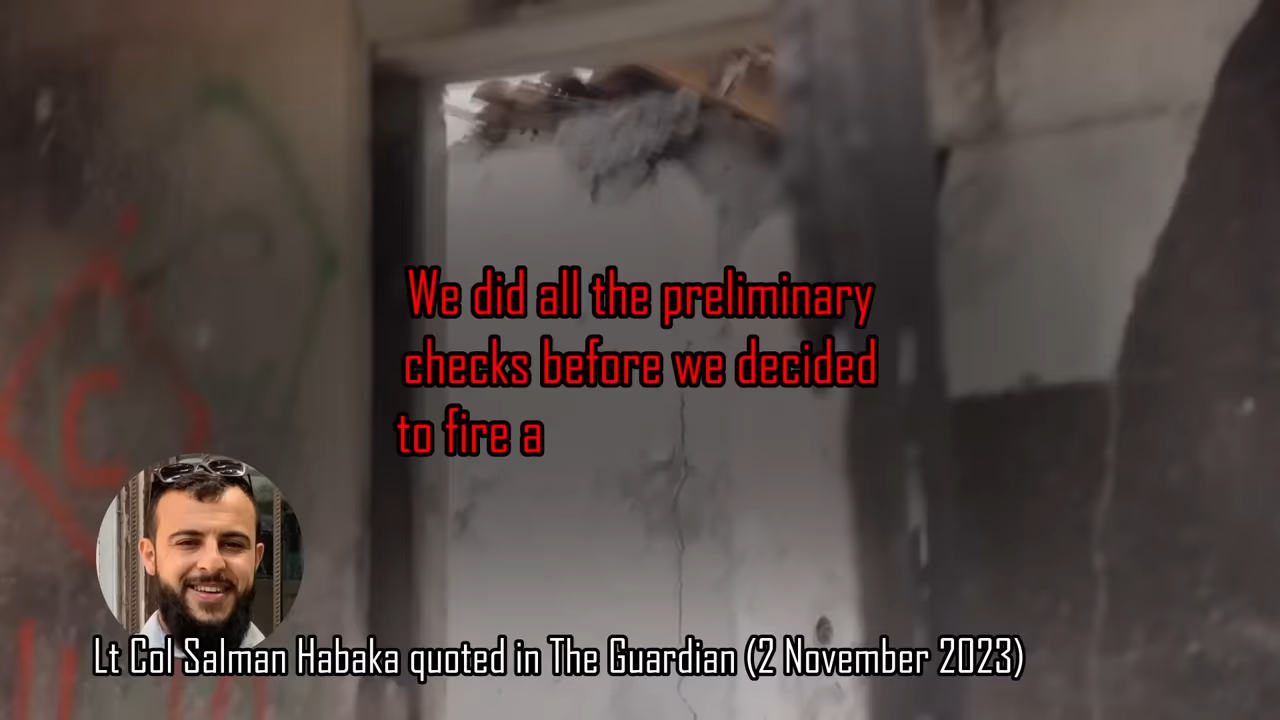 We did all the preliminary
checks before we decided
to fire a
C
Lt Col Salman Habaka quoted in The Guardian (2 November 2023)